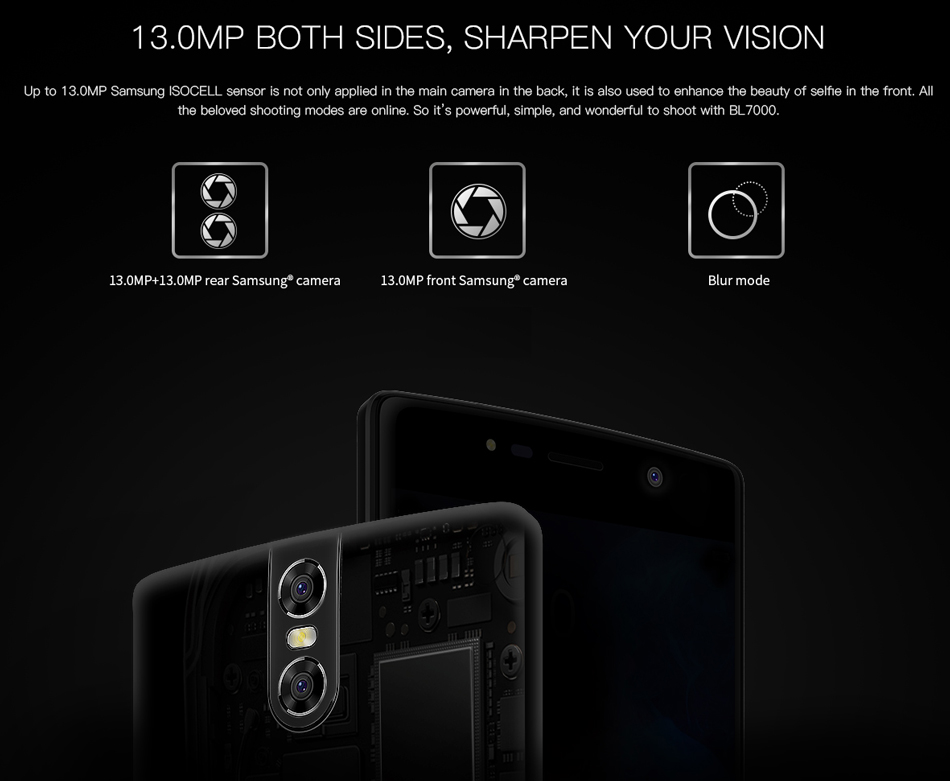 13.0MP BOTH SIDES, SHARPEN YOUR VISION
Up to 13.0MP Samsung ISOCELL sensor is not only applied in the main camera in the back, it is also used to enhance the beauty of selfie in the front. All
the beloved shooting modes are online. So it's powerful, simple, and wonderful to shoot with BL7000.
13.0MP+13.0MP rear Samsung® camera
13.0MP front Samsung® camera
Blur mode